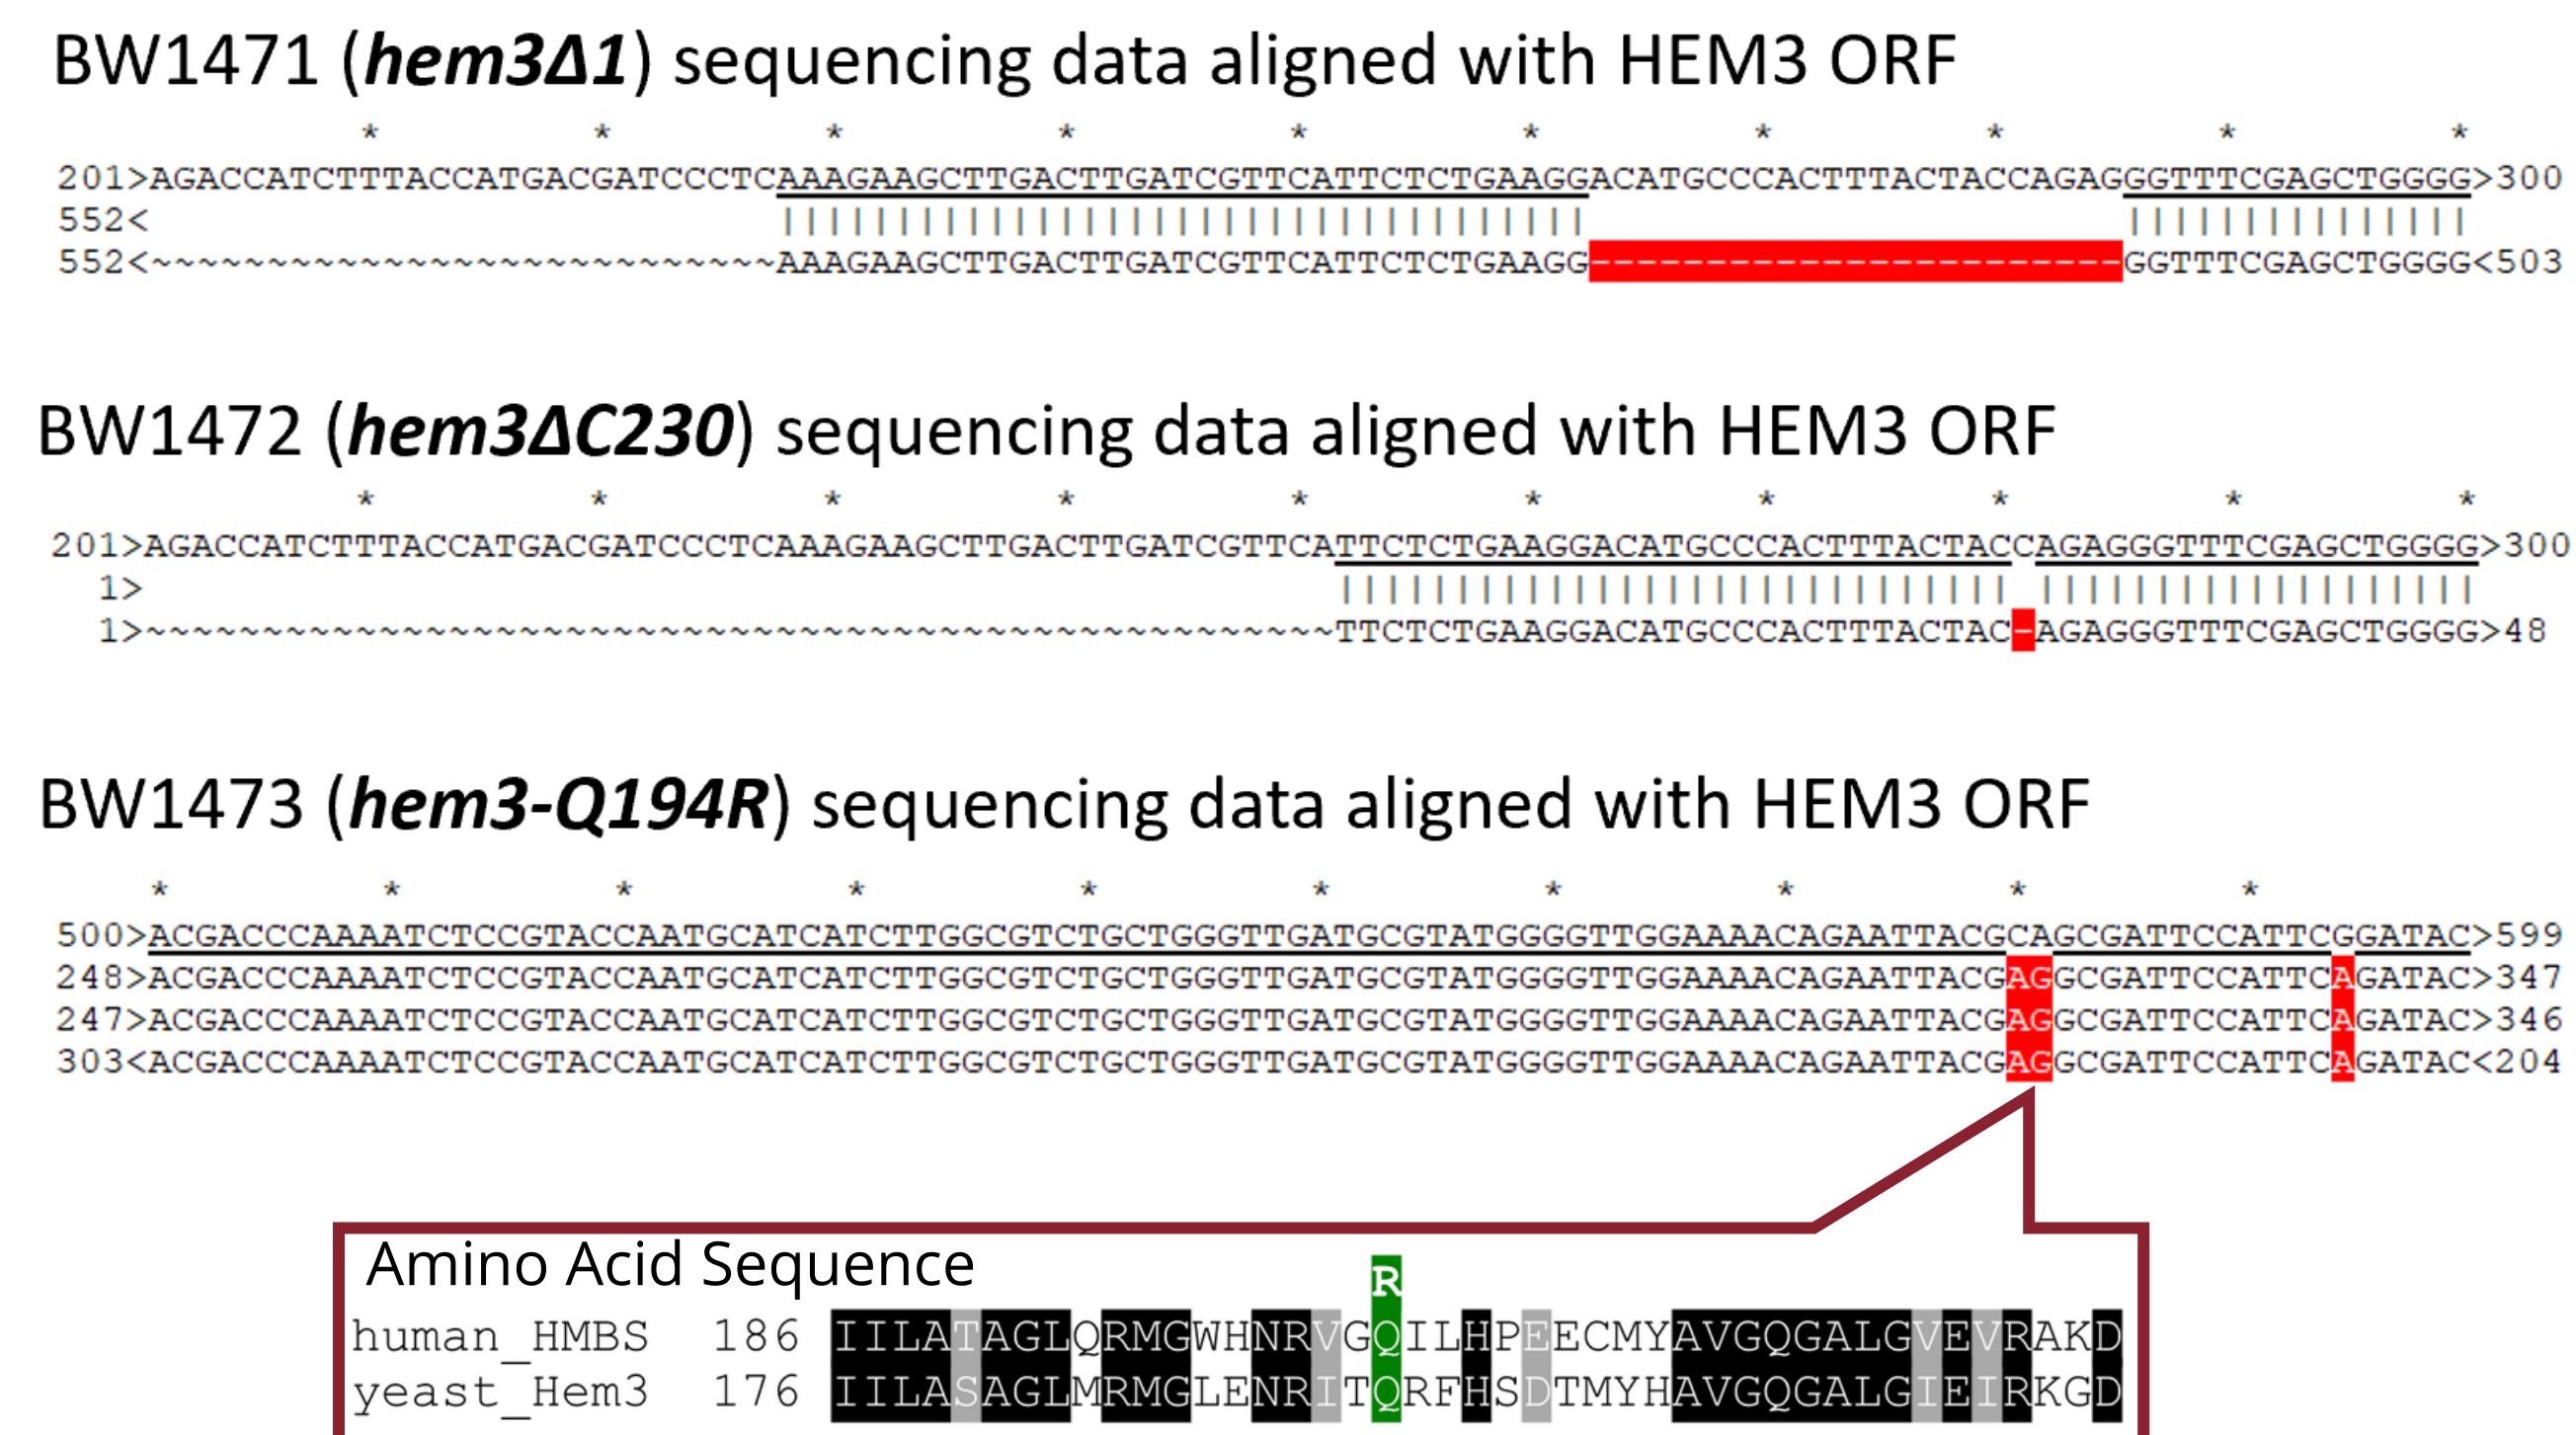 BW1471 (hem3Δ1) sequencing data aligned with HEM3 ORF
* * * * * * * * * *
201>AGACCATCTTTACCATGACGATCCCTCAAAGAAGCTTGACTTGATCGTTCATTCTCTGAAGGACATGCCCACTTTACTACCAGAGGGTTTCGAGCTGGGG>300
552< ||||||||||||||||||||||||||||||||||| |||||||||||||||
552<~~~~~~~~~~~~~~~~~~~~~~~~~~~AAAGAAGCTTGACTTGATCGTTCATTCTCTGAAGG-----------------------GGTTTCGAGCTGGGG<503
BW1472 (hem3ΔC230) sequencing data aligned with HEM3 ORF
* * * * * * * * * *
201>AGACCATCTTTACCATGACGATCCCTCAAAGAAGCTTGACTTGATCGTTCATTCTCTGAAGGACATGCCCACTTTACTACCAGAGGGTTTCGAGCTGGGG>300
1> ||||||||||||||||||||||||||||| |||||||||||||||||||
1>~~~~~~~~~~~~~~~~~~~~~~~~~~~~~~~~~~~~~~~~~~~~~~~~~~~TTCTCTGAAGGACATGCCCACTTTACTAC-AGAGGGTTTCGAGCTGGGG>48
BW1473 (hem3-Q194R) sequencing data aligned with HEM3 ORF
* * * * * * * * * *
500>ACGACCCAAAATCTCCGTACCAATGCATCATCTTGGCGTCTGCTGGGTTGATGCGTATGGGGTTGGAAAACAGAATTACGCAGCGATTCCATTCGGATAC>599
248>ACGACCCAAAATCTCCGTACCAATGCATCATCTTGGCGTCTGCTGGGTTGATGCGTATGGGGTTGGAAAACAGAATTACGAGGCGATTCCATTCAGATAC>347
247>ACGACCCAAAATCTCCGTACCAATGCATCATCTTGGCGTCTGCTGGGTTGATGCGTATGGGGTTGGAAAACAGAATTACGAGGCGATTCCATTCAGATAC>346
303<ACGACCCAAAATCTCCGTACCAATGCATCATCTTGGCGTCTGCTGGGTTGATGCGTATGGGGTTGGAAAACAGAATTACGAGGCGATTCCATTCAGATAC<204
Amino Acid Sequence
R
human_HMBS 186 IILATAGLQRMGWHNRVGQILHPEECMYAVGQGALGVEVRAKD
yeast_Hem3 176 IILASAGLMRMGLENRITQRFHSDTMYHAVGQGALGIEIRKGD